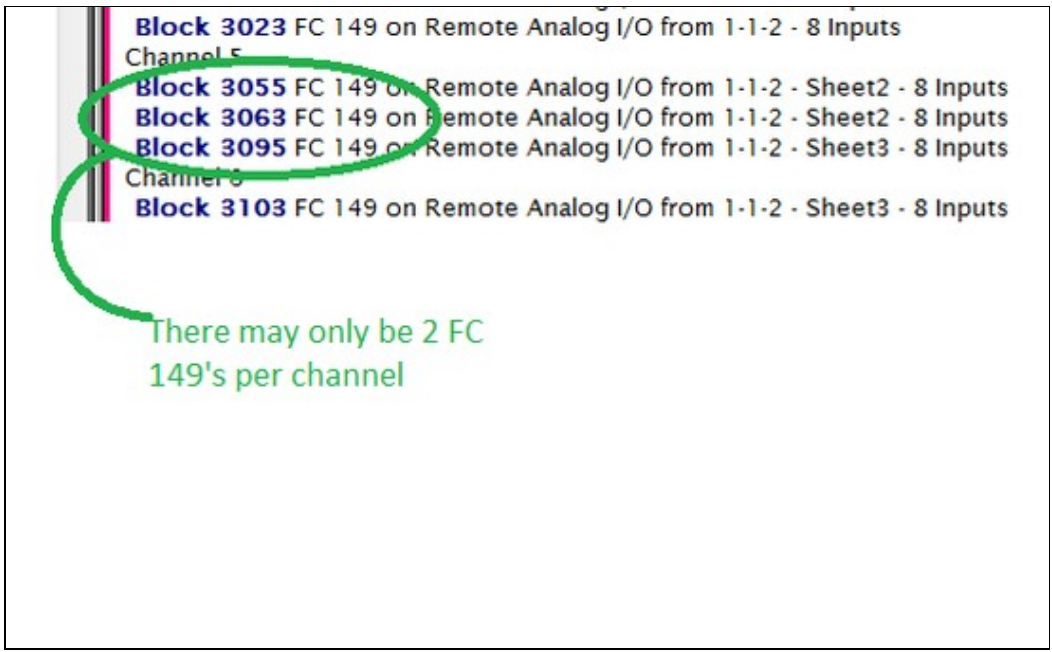 Block 3023 FC 149 on Remote Analog I/O from 1-1-2 - 8 Inputs
Channel 5
Block 3055 FC 149 on Remote Analog I/O from 1-1-2 - Sheet2 - 8 Inputs
Block 3063 FC 149 on Remote Analog I/O from 1-1-2 - Sheet2 - 8 Inputs
Block 3095 FC 149 on Remote Analog I/O from 1-1-2 - Sheet3 - 8 Inputs
Channel
Block 3103 FC 149 on Remote Analog I/O from 1-1-2 - Sheet3 - 8 Inputs
There may only be 2 FC
149's per channel